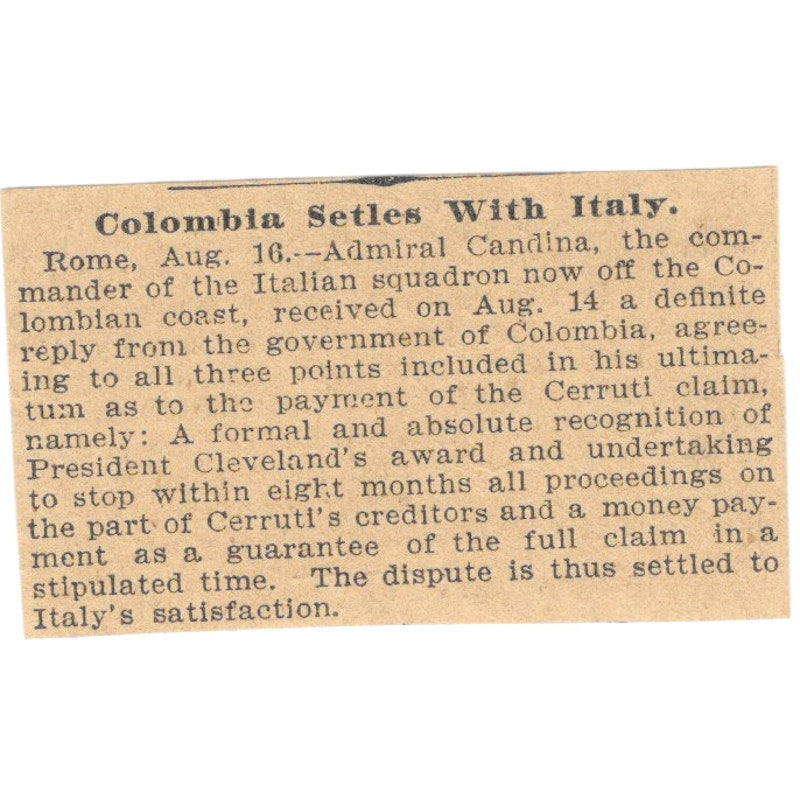 Colombia Setles With Italy.
Rome, Aug. 16.--Admiral Candina, the com-
mander of the Italian squadron now off the Co-
lombian coast, received on Aug. 14 a definite
reply from the government of Colombia, agree-
ing to all three points included in his ultima-
tum as to the payment of the Cerruti claim,
namely: A formal and absolute recognition of
President Cleveland's award and undertaking
to stop within eight months all proceedings on
the part of Cerruti's creditors and a money pay-
ment as a guarantee of the full claim in a
stipulated time. The dispute is thus settled to
Italy's satisfaction.